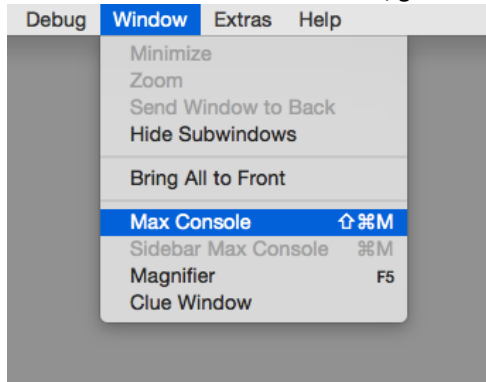 Debug Window Extras Help
Minimize
Zoom
Send Window to Back
Hide Subwindows
Bring All to Front
Max Console ⇧⌘M
Sidebar Max Console ⌘M
Magnifier F5
Clue Window